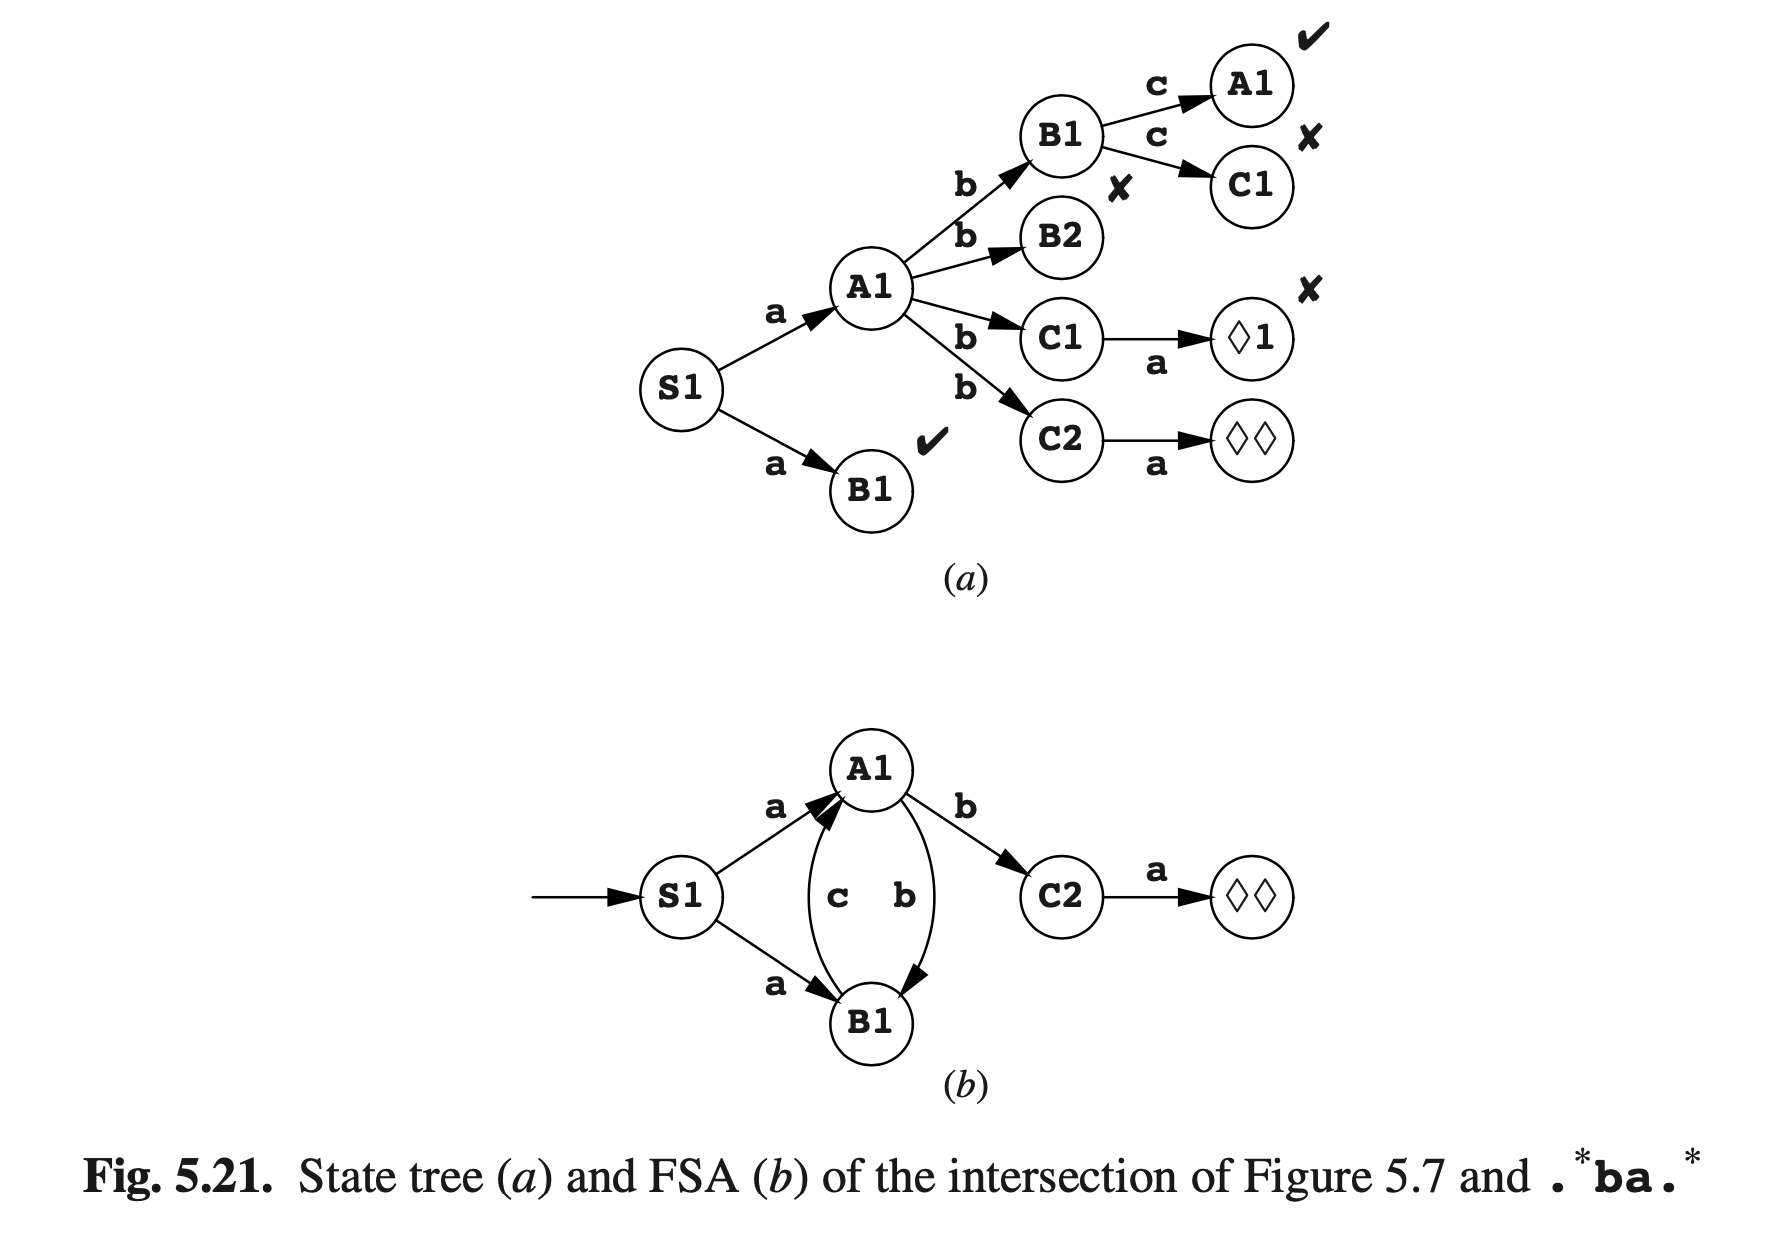 c A1 ✔
B1
c ✘
C1
b ✘
b B2
A1 ✘
a b C1 a ◇1
b
S1 C2 a ◇◇
✔
a B1
(a)
A1
a b
a
S1 c b C2 ◇◇
a
B1
(b)
Fig. 5.21. State tree (a) and FSA (b) of the intersection of Figure 5.7 and .*ba.*